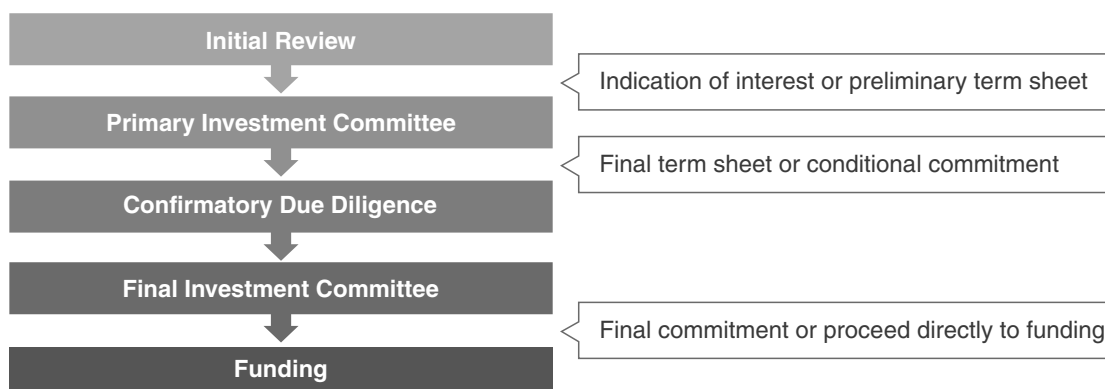 Initial Review
Indication of interest or preliminary term sheet
Primary Investment Committee
Final term sheet or conditional commitment
Confirmatory Due Diligence
Final Investment Committee
Final commitment or proceed directly to funding
Funding